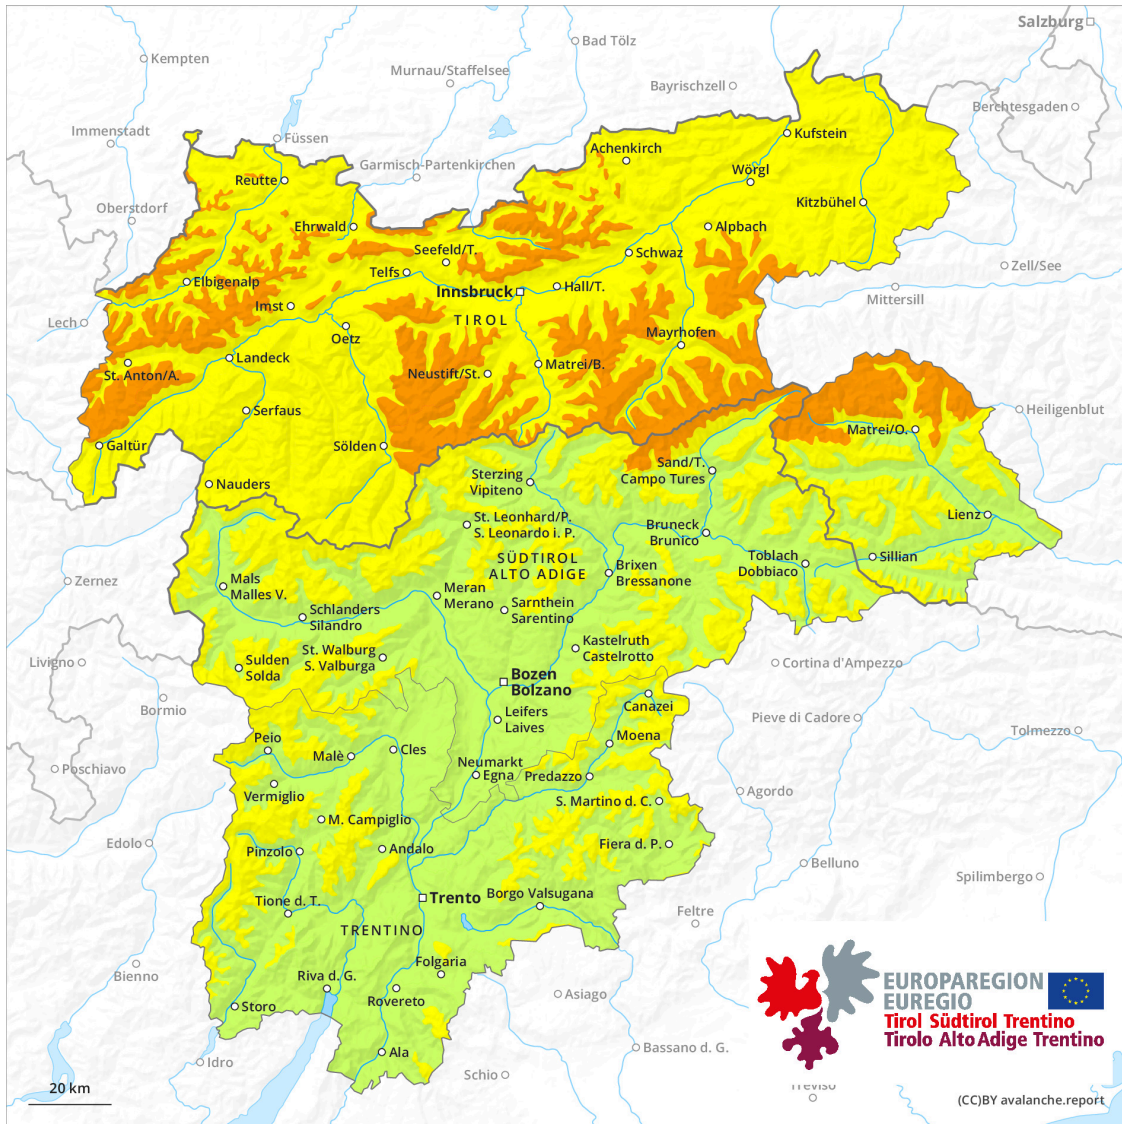 Salzburg
Bad Tölz
Kempten
Murnau/Staffelsee
Bayrischzell
Berchtesgaden
Immenstadt
Füssen
Kufstein
Achenkirch
Garmisch-Partenkirchen
Wörgl
Reutte
Oberstdorf
Kitzbühel
Ehrwald
Alpbach
Seefeld/T.
Schwaz
Telfs
Zell/See
Elbigenalp
Hall/T.
Innsbruck
Mittersill
Imst
TIROL
Lech
Oetz
Mayrhofen
Landeck
Matrei/B.
St. Anton/A.
Neustift/St.
Serfaus
Heiligenblut
Matrei/O.
Galtür
Sölden
Sand/T.
Campo Tures
Sterzing
Vipiteno
Nauders
St. Leonhard/P.
S. Leonardo i. P.
Lienz
Bruneck
Brunico
SÜDTIROL
ALTO ADIGE
Toblach
Dobbiaco
Sillian
Brixen
Bressanone
Zernez
Mals
Malles V.
Meran
Merano
Sarnthein
Sarentino
Schlanders
Silandro
Kastelruth
Castelrotto
St. Walburg
S. Valburga
Livigno
Sulden
Solda
Cortina d'Ampezzo
Bozen
Bolzano
Bormio
Canazei
Leifers
Laives
Pieve di Cadore
Tolmezzo
Moena
Peio
Cles
Malè
Neumarkt
Egna
Predazzo
Poschiavo
Vermiglio
Agordo
S. Martino d. C.
M. Campiglio
Edolo
Pinzolo
Andalo
Fiera d. P.
Belluno
Spilimbergo
Trento
Borgo Valsugana
Tione d. T.
Feltre
TRENTINO
Folgaria
Bienno
Riva d. G.
Rovereto
Asiago
Storo
EUROPAREGION
EUREGIO
Tirol Südtirol Trentino
Tirolo Alto Adige Trentino
Bassano d. G.
Ala
Idro
Schio
Treviso
20 km
(CC)BY avalanche.report